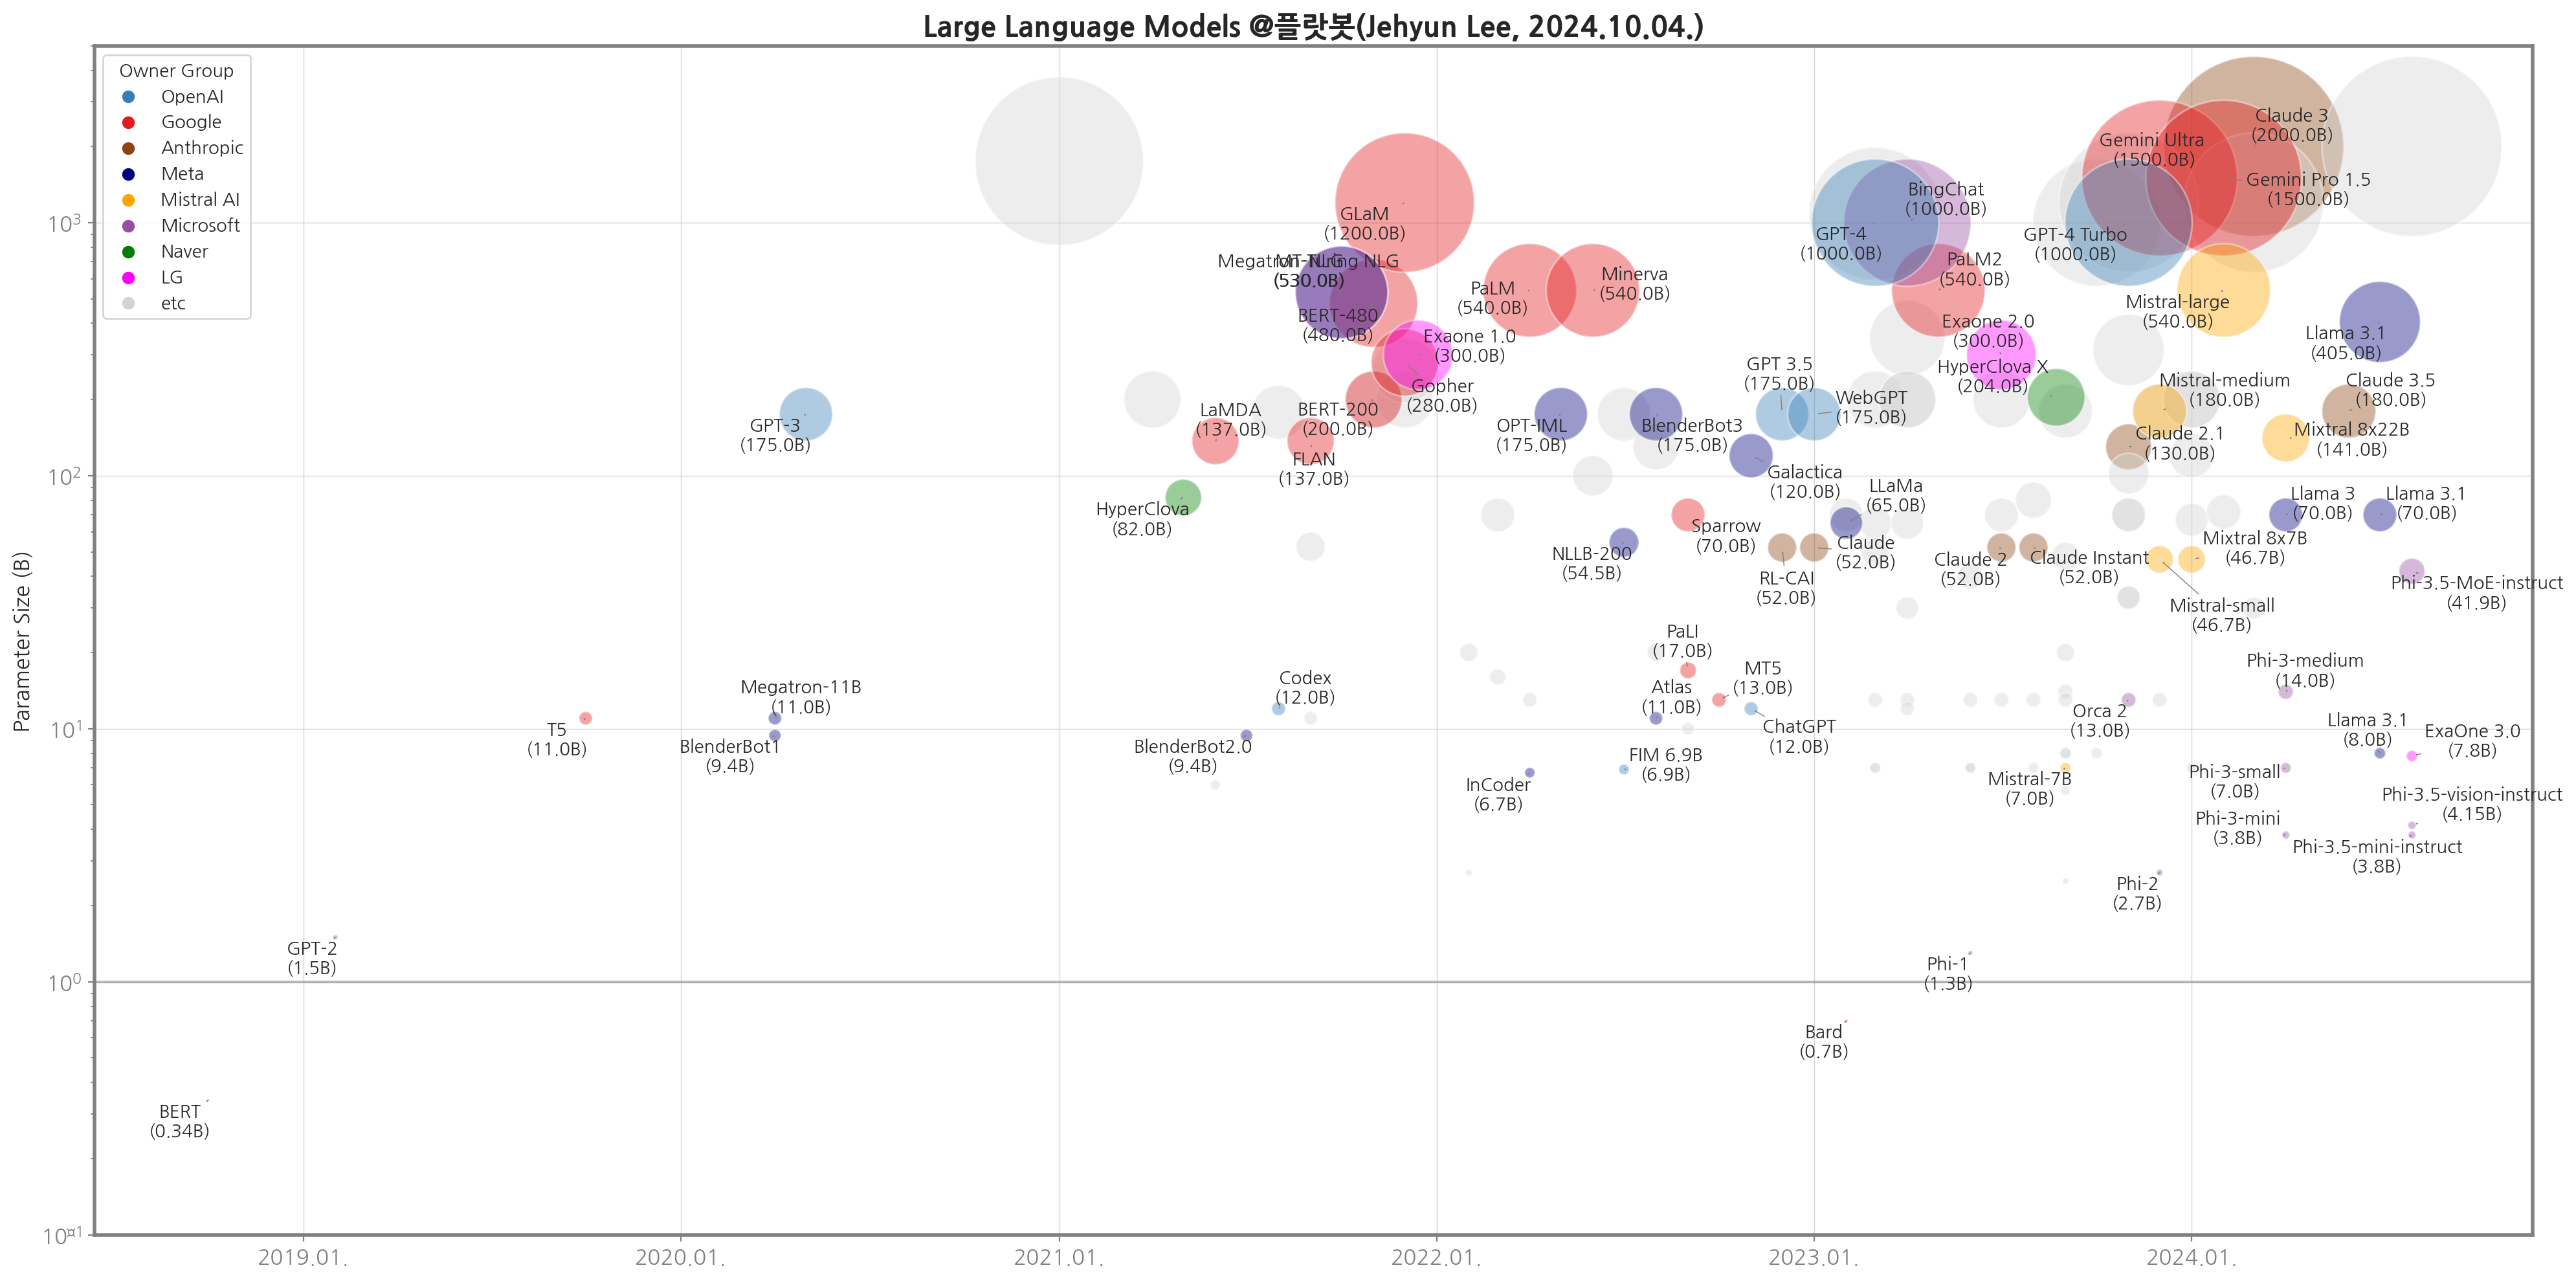 Large Language Models @플랏봇(Jehyun Lee, 2024.10.04.)
Owner Group
OpenAI
Google
Anthropic
Meta
Mistral AI
Microsoft
Naver
LG
etc
Parameter Size (B)
10³
10²
10¹
10⁰
2019.01.
2020.01.
2021.01.
2022.01.
2023.01.
2024.01.
Claude 3
(2000.0B)
Gemini Ultra
(1500.0B)
Gemini Pro 1.5
(1500.0B)
BingChat
(1000.0B)
GLaM
(1200.0B)
GPT-4
(1000.0B)
GPT-4 Turbo
(1000.0B)
Megatron-Turing NLG
(530.0B)
MT-NLG
(530.0B)
PaLM
(540.0B)
Minerva
(540.0B)
PaLM2
(540.0B)
Mistral-large
(540.0B)
BERT-480
(480.0B)
Exaone 1.0
(300.0B)
Exaone 2.0
(300.0B)
Llama 3.1
(405.0B)
Gopher
(280.0B)
GPT 3.5
(175.0B)
HyperClova X
(204.0B)
Mistral-medium
(180.0B)
Claude 3.5
(180.0B)
GPT-3
(175.0B)
LaMDA
(137.0B)
BERT-200
(200.0B)
FLAN
(137.0B)
OPT-IML
(175.0B)
BlenderBot3
(175.0B)
WebGPT
(175.0B)
Claude 2.1
(130.0B)
Mixtral 8x22B
(141.0B)
Galactica
(120.0B)
LLaMa
(65.0B)
Llama 3
(70.0B)
Llama 3.1
(70.0B)
HyperClova
(82.0B)
NLLB-200
(54.5B)
Sparrow
(70.0B)
RL-CAI
(52.0B)
Claude
(52.0B)
Claude 2
(52.0B)
Claude Instant
(52.0B)
Mixtral 8x7B
(46.7B)
Mistral-small
(46.7B)
Phi-3.5-MoE-instruct
(41.9B)
PaLI
(17.0B)
MT5
(13.0B)
Phi-3-medium
(14.0B)
Megatron-11B
(11.0B)
Codex
(12.0B)
Atlas
(11.0B)
ChatGPT
(12.0B)
Orca 2
(13.0B)
T5
(11.0B)
BlenderBot1
(9.4B)
BlenderBot2.0
(9.4B)
FIM 6.9B
(6.9B)
InCoder
(6.7B)
Mistral-7B
(7.0B)
Llama 3.1
(8.0B)
ExaOne 3.0
(7.8B)
Phi-3-small
(7.0B)
Phi-3.5-vision-instruct
(4.15B)
Phi-3-mini
(3.8B)
Phi-3.5-mini-instruct
(3.8B)
Phi-2
(2.7B)
GPT-2
(1.5B)
Phi-1
(1.3B)
Bard
(0.7B)
BERT
(0.34B)